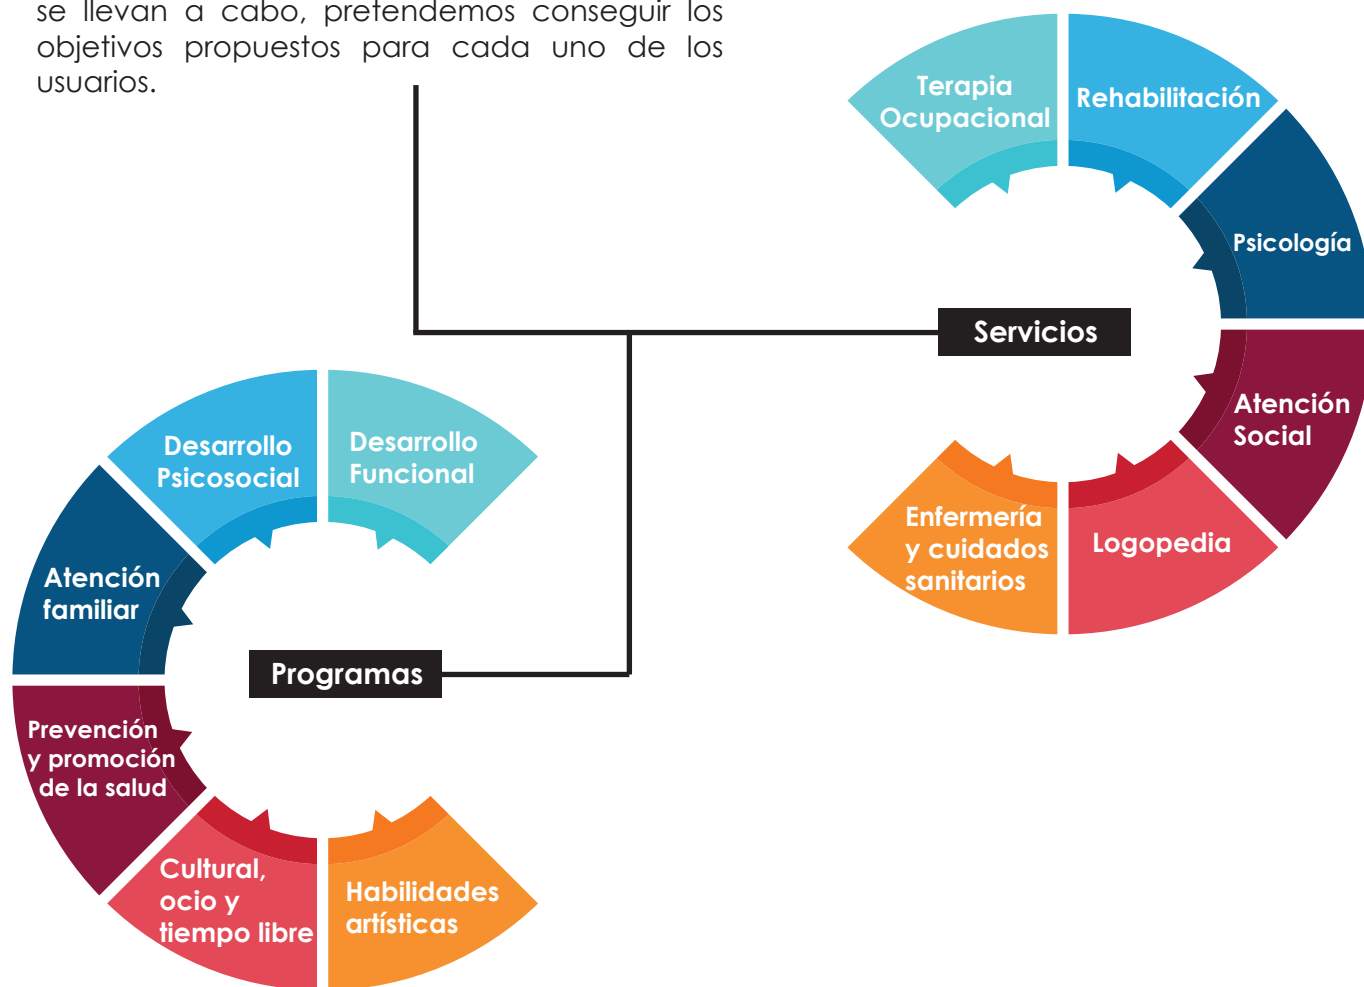 se llevan a cabo, pretendemos conseguir los
objetivos propuestos para cada uno de los
usuarios.
Terapia
Ocupacional
Rehabilitación
Psicología
Servicios
Atención
Social
Enfermería
y cuidados
sanitarios
Logopedia
Desarrollo
Psicosocial
Desarrollo
Funcional
Atención
familiar
Programas
Prevención
y promoción
de la salud
Cultural,
ocio y
tiempo libre
Habilidades
artísticas